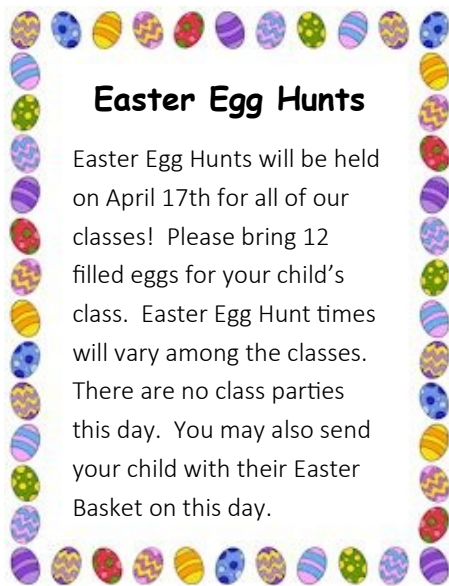 Easter Egg Hunts
Easter Egg Hunts will be held
on April 17th for all of our
classes!  Please bring 12
filled eggs for your child’s
class.  Easter Egg Hunt times
will vary among the classes.
There are no class parties
this day.  You may also send
your child with their Easter
Basket on this day.